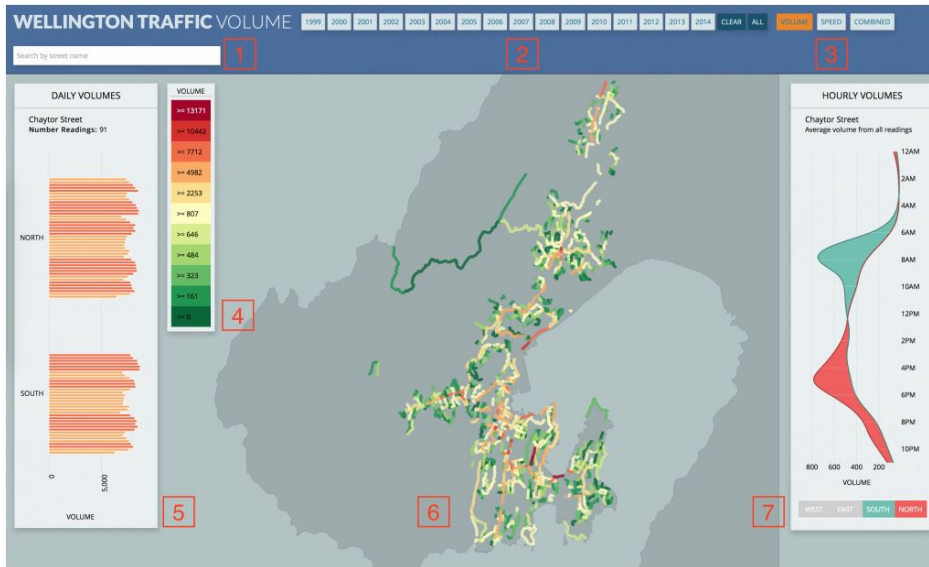 WELLINGTON TRAFFIC VOLUME
1999 2000 2001 2002 2003 2004 2005 2006 2007 2008 2009 2010 2011 2012 2013 2014 CLEAR ALL VOLUME SPEED COMBINED
Search by street name
1
2
3
DAILY VOLUMES
Chaytor Street
Number Readings: 91
NORTH
SOUTH
0
5,000
VOLUME
5
VOLUME
>= 13171
>= 10442
>= 7712
>= 4982
>= 2253
>= 807
>= 646
>= 484
>= 323
>= 161
>= 0
4
6
HOURLY VOLUMES
Chaytor Street
Average volume from all readings
12AM
2AM
4AM
6AM
8AM
10AM
12PM
2PM
4PM
6PM
8PM
10PM
800 600 400 200
VOLUME
7
WEST EAST SOUTH NORTH